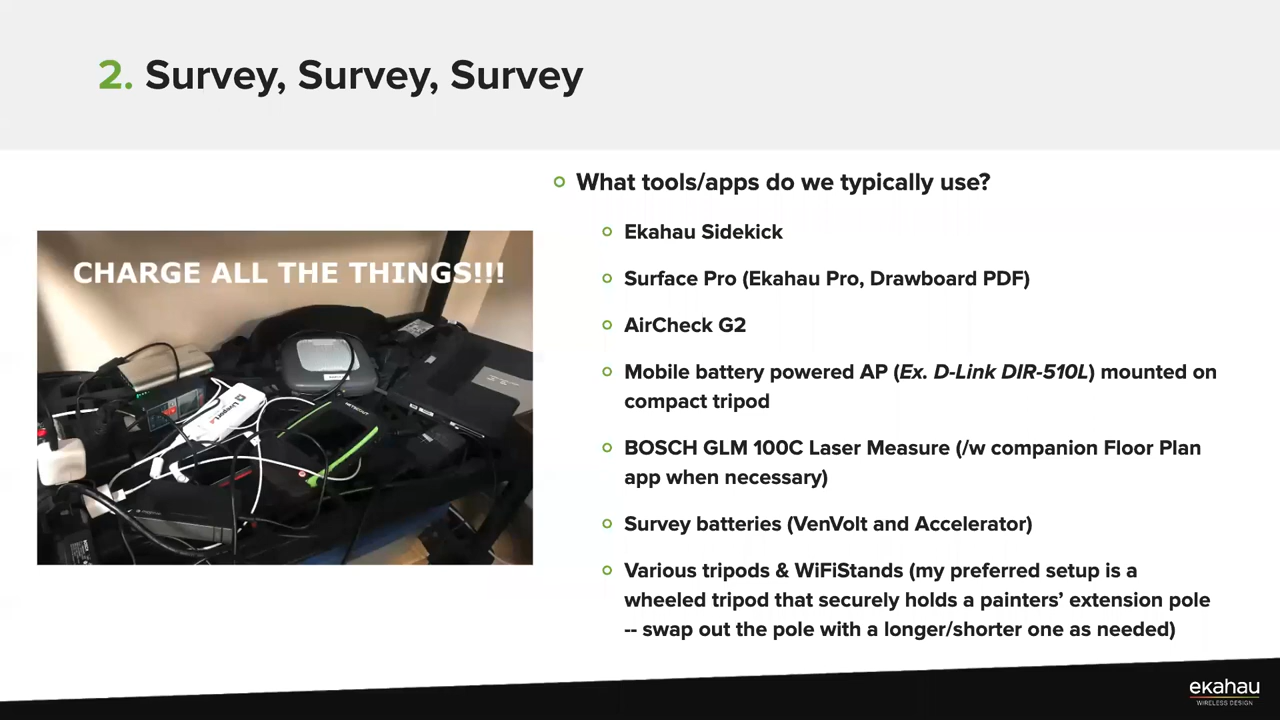 2. Survey, Survey, Survey
What tools/apps do we typically use?
Ekahau Sidekick
Surface Pro (Ekahau Pro, Drawboard PDF)
AirCheck G2
Mobile battery powered AP (Ex. D-Link DIR-510L) mounted on
compact tripod
BOSCH GLM 100C Laser Measure (/w companion Floor Plan
app when necessary)
Survey batteries (VenVolt and Accelerator)
Various tripods & WiFiStands (my preferred setup is a
wheeled tripod that securely holds a painters’ extension pole
-- swap out the pole with a longer/shorter one as needed)
CHARGE ALL THE THINGS!!!
ekahau
WIRELESS DESIGN